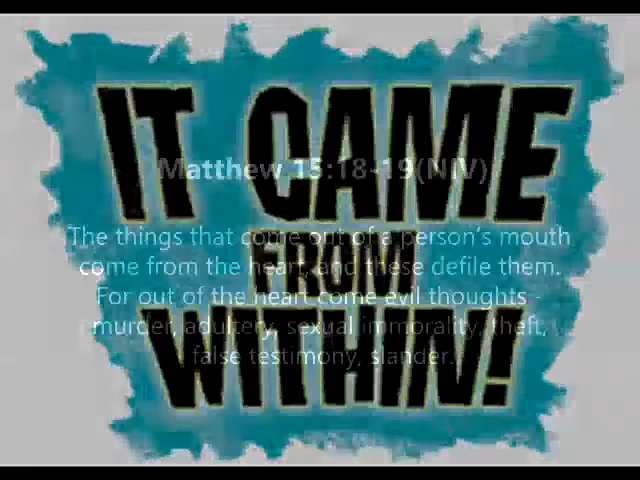 IT CAME
FROM
WITHIN!
Matthew 15:18-19(NIV)
The things that come out of a person's mouth
come from the heart, and these defile them.
For out of the heart come evil thoughts -
murder, adultery, sexual immorality, theft,
false testimony, slander.